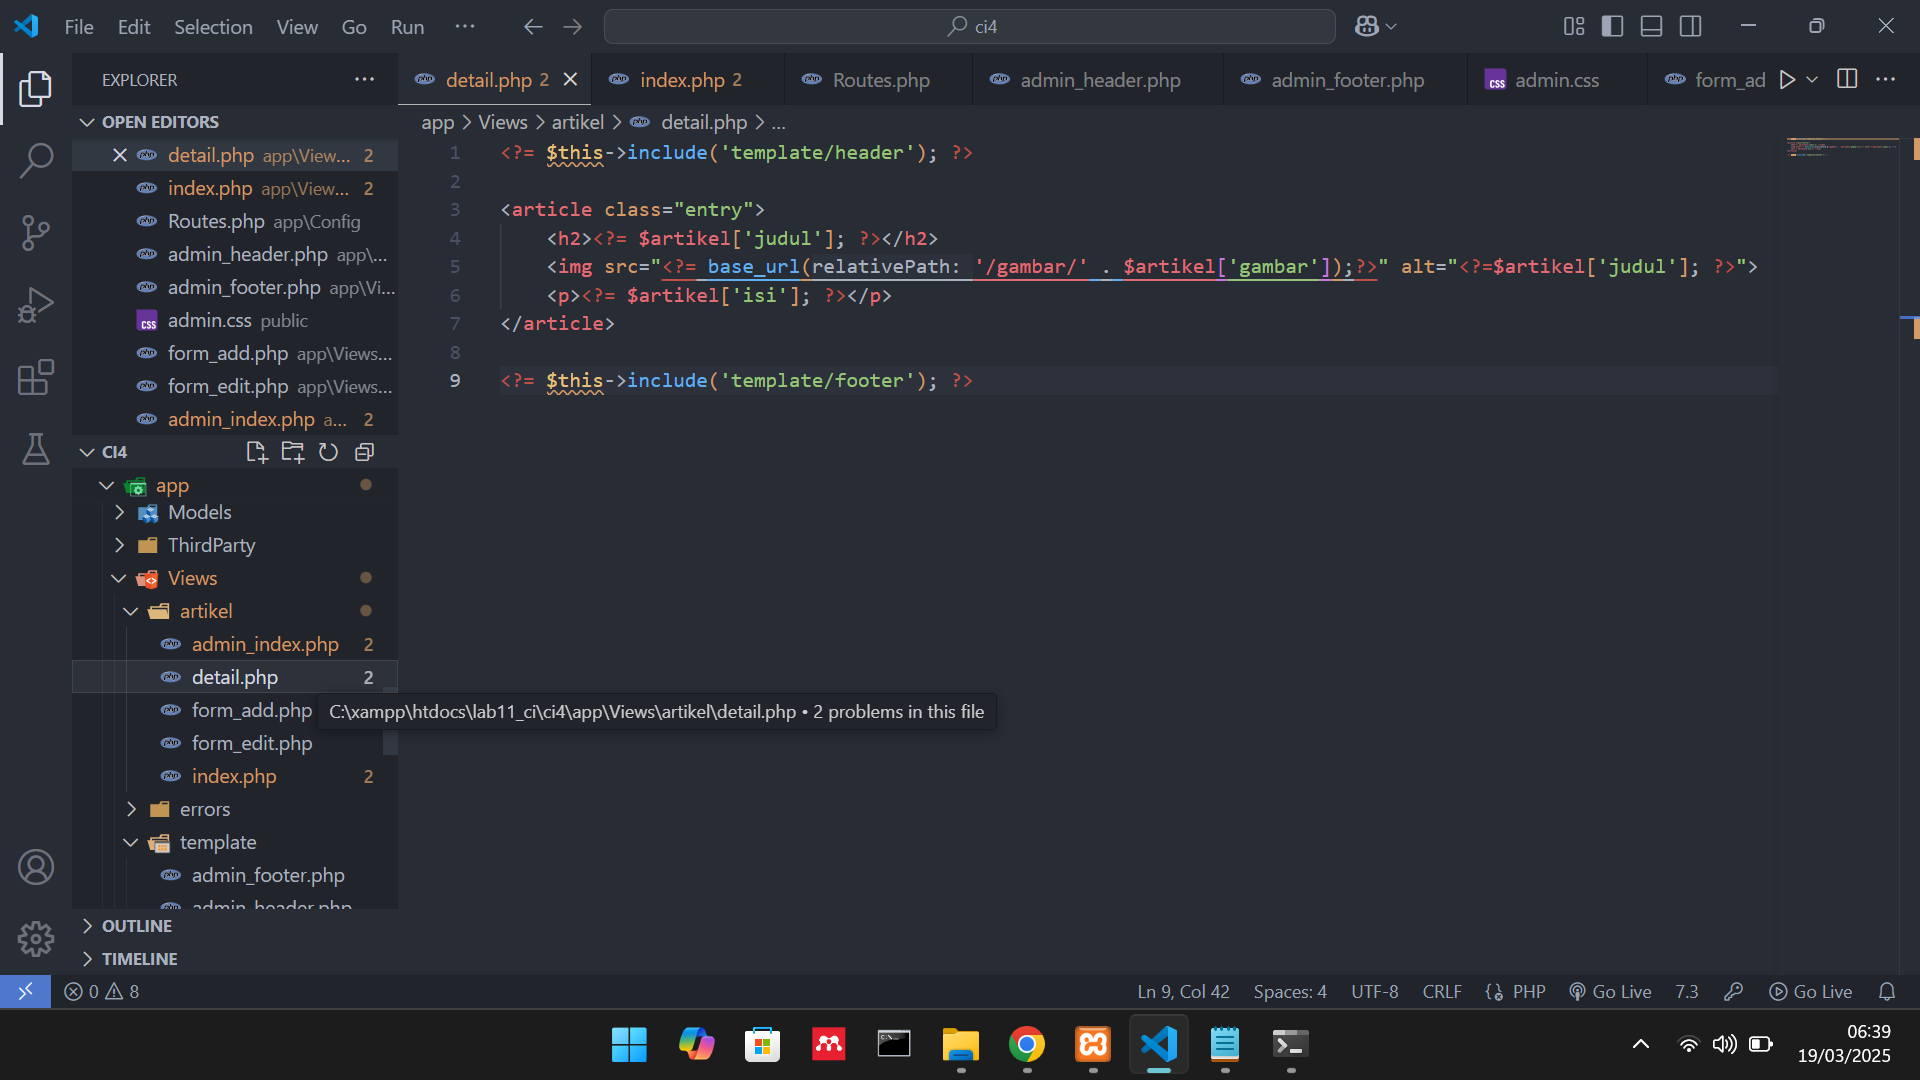 File Edit Selection View Go Run ··· ci4
EXPLORER
detail.php 2 index.php 2 Routes.php admin_header.php admin_footer.php admin.css form_ad
OPEN EDITORS
app > Views > artikel > detail.php > ...
detail.php app\View... 2
index.php app\View... 2
Routes.php app\Config
admin_header.php app\...
admin_footer.php app\Vi...
admin.css public
form_add.php app\Views...
form_edit.php app\Views...
admin_index.php a... 2
CI4
app
Models
ThirdParty
Views
artikel
admin_index.php 2
detail.php 2
form_add.php
form_edit.php
index.php 2
errors
template
admin_footer.php
admin_header.php
OUTLINE
TIMELINE
1 <?= $this->include('template/header'); ?>
2
3 <article class="entry">
4 <h2><?= $artikel['judul']; ?></h2>
5 <img src="<?= base_url(relativePath: '/gambar/' . $artikel['gambar']);?>" alt="<?=$artikel['judul']; ?>">
6 <p><?= $artikel['isi']; ?></p>
7 </article>
8
9 <?= $this->include('template/footer'); ?>
C:\xampp\htdocs\lab11_ci\ci4\app\Views\artikel\detail.php • 2 problems in this file
0 8 Ln 9, Col 42 Spaces: 4 UTF-8 CRLF PHP Go Live 7.3 Go Live
06:39
19/03/2025